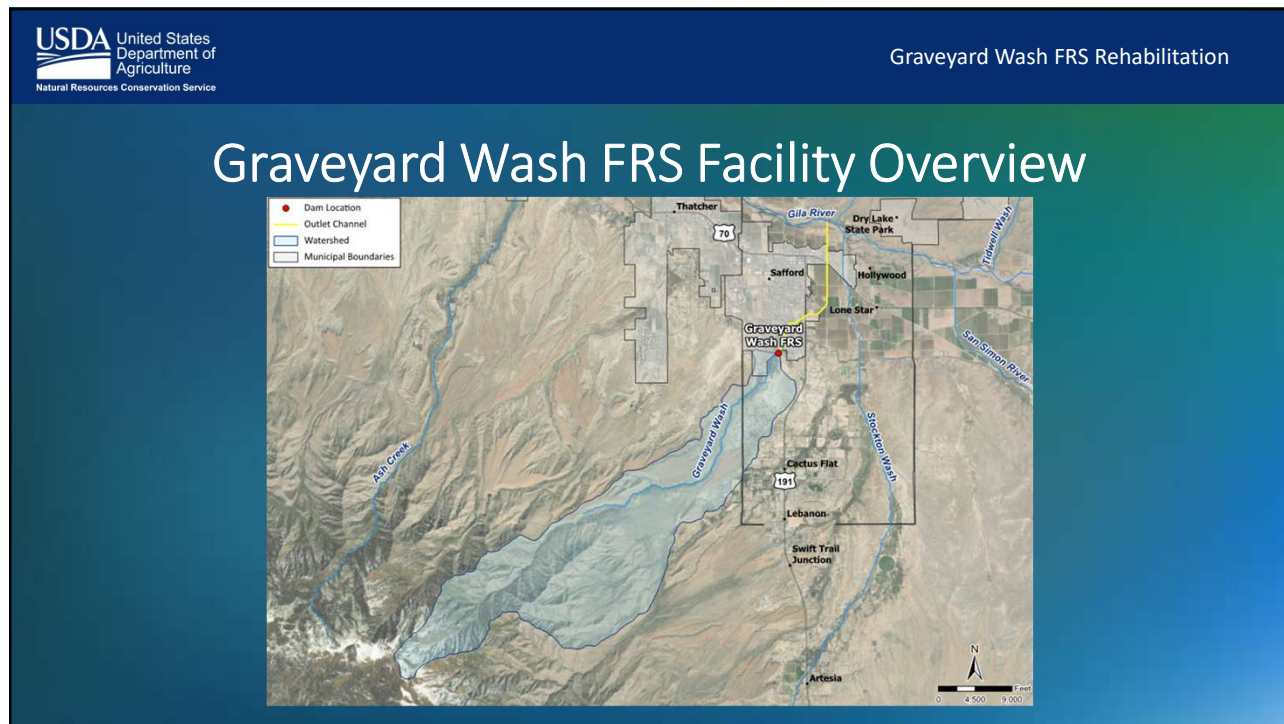 USDA
United States
Department of
Agriculture
Natural Resources Conservation Service
Graveyard Wash FRS Rehabilitation
Graveyard Wash FRS Facility Overview
Dam Location
Outlet Channel
Watershed
Municipal Boundaries
Thatcher
70
Gila River
Dry Lake
State Park
Tidwell Wash
Safford
Hollywood
Lone Star
Graveyard
Wash FRS
San Simon River
Graveyard Wash
Stockton Wash
Ash Creek
Cactus Flat
191
Lebanon
Swift Trail
Junction
Artesia
N
Feet
0 4,500 9,000